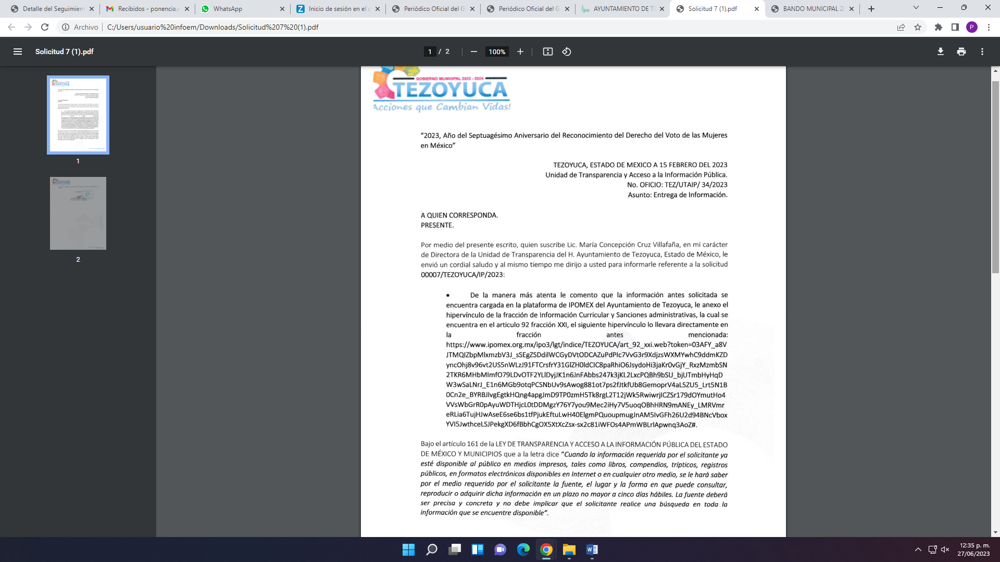 Detalle del Seguimient
Recibidos - ponencia.c
WhatsApp
Inicio de sesión en el c
Periódico Oficial del G
Periódico Oficial del G
AYUNTAMIENTO DE T
Solicitud 7 (1).pdf
BANDO MUNICIPAL 2
Archivo
C:/Users/usuario%20infoem/Downloads/Solicitud%207%20(1).pdf
P
Solicitud 7 (1).pdf
1 / 2
100%
1
2
GOBIERNO MUNICIPAL 2022 - 2024
TEZOYUCA
Acciones que Cambian Vidas!
“2023, Año del Septuagésimo Aniversario del Reconocimiento del Derecho del Voto de las Mujeres
en México”
TEZOYUCA, ESTADO DE MEXICO A 15 FEBRERO DEL 2023
Unidad de Transparencia y Acceso a la Información Pública.
No. OFICIO: TEZ/UTAIP/ 34/2023
Asunto: Entrega de Información.
A QUIEN CORRESPONDA.
PRESENTE.
Por medio del presente escrito, quien suscribe Lic. María Concepción Cruz Villafaña, en mi carácter
de Directora de la Unidad de Transparencia del H. Ayuntamiento de Tezoyuca, Estado de México, le
envió un cordial saludo y al mismo tiempo me dirijo a usted para informarle referente a la solicitud
00007/TEZOYUCA/IP/2023:
• De la manera más atenta le comento que la información antes solicitada se
encuentra cargada en la plataforma de IPOMEX del Ayuntamiento de Tezoyuca, le anexo el
hipervínculo de la fracción de Información Curricular y Sanciones administrativas, la cual se
encuentra en el articulo 92 fracción XXI, el siguiente hipervínculo lo llevara directamente en
la fracción antes mencionada:
https://www.ipomex.org.mx/ipo3/lgt/indice/TEZOYUCA/art_92_xxi.web?token=03AFY_a8V
JTMQIZbpMlxmzbV3J_sSEgZSDdilWCGyDVtODCAZuPdPIc7VvG3r9XdjzsWXMYwhC9ddmKZD
yncOhj8v96vt2US5nWLzJ91FTCrsfrY31GlZH0ldCIC8paRhiO6JsydoHi3jaKr0vGjY_RxzMzmbSN
2TKR6MHbMImfO79LDvOTF2YLlDyjJK1n6JnFAbbs247k3jKL2LxcPQBh9bSU_bjUTmbHyHqD
W3wSaLNrJ_E1n6MGb9otqPCSNbUv9sAwog881ot7ps2fJtkfUb8GemoprV4aL5ZU5_Lrt5N1B
0Cn2e_BYRBJlvgEgtkHQng4apgJmD9TP0zmH5Tk8rgL2T12jWk5RwiwrjICZSr179dOYmutHo4
VVsWbGrR0pAyuWDTHjcL0tDDMgzY76Y7you9Mec2iHy7V5uoqOBhHRN9mANEy_LMRVmr
eRLia6TujHJwAseE6se6bs1tfPjukEftuLwH40ElgmPQuoupmugJnAM5IvGFh26U2d94BNcVbox
YVI5JwthceLSJPekgXD6fBbhCgOX5XtXcZsx-sx2c81iWFOs4APmWBLrlApwnq3AoZ#.
Bajo el artículo 161 de la LEY DE TRANSPARENCIA Y ACCESO A LA INFORMACIÓN PÚBLICA DEL ESTADO
DE MÉXICO Y MUNICIPIOS que a la letra dice “Cuando la información requerida por el solicitante ya
esté disponible al público en medios impresos, tales como libros, compendios, trípticos, registros
públicos, en formatos electrónicos disponibles en Internet o en cualquier otro medio, se le hará saber
por el medio requerido por el solicitante la fuente, el lugar y la forma en que puede consultar,
reproducir o adquirir dicha información en un plazo no mayor a cinco días hábiles. La fuente deberá
ser precisa y concreta y no debe implicar que el solicitante realice una búsqueda en toda la
información que se encuentre disponible”.
12:35 p. m.
27/06/2023